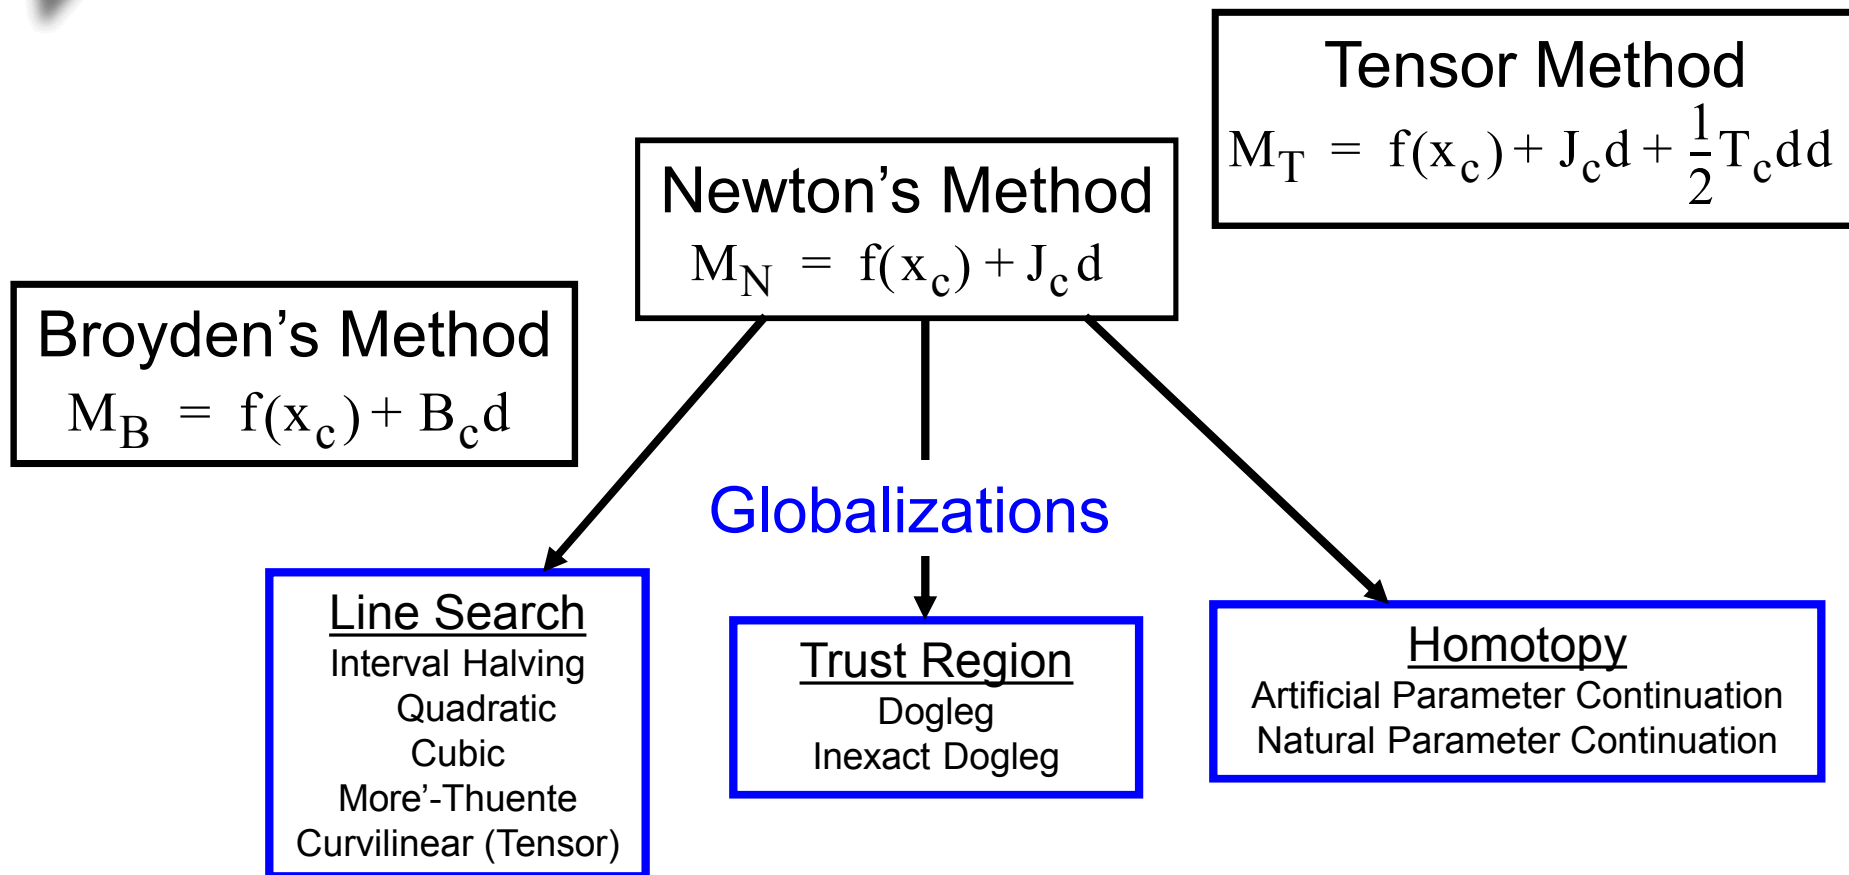 Tensor Method
M_T = f(x_c) + J_c d + 1/2 T_c dd
Newton’s Method
M_N = f(x_c) + J_c d
Broyden’s Method
M_B = f(x_c) + B_c d
Globalizations
Line Search
Interval Halving
Quadratic
Cubic
More’-Thuente
Curvilinear (Tensor)
Trust Region
Dogleg
Inexact Dogleg
Homotopy
Artificial Parameter Continuation
Natural Parameter Continuation